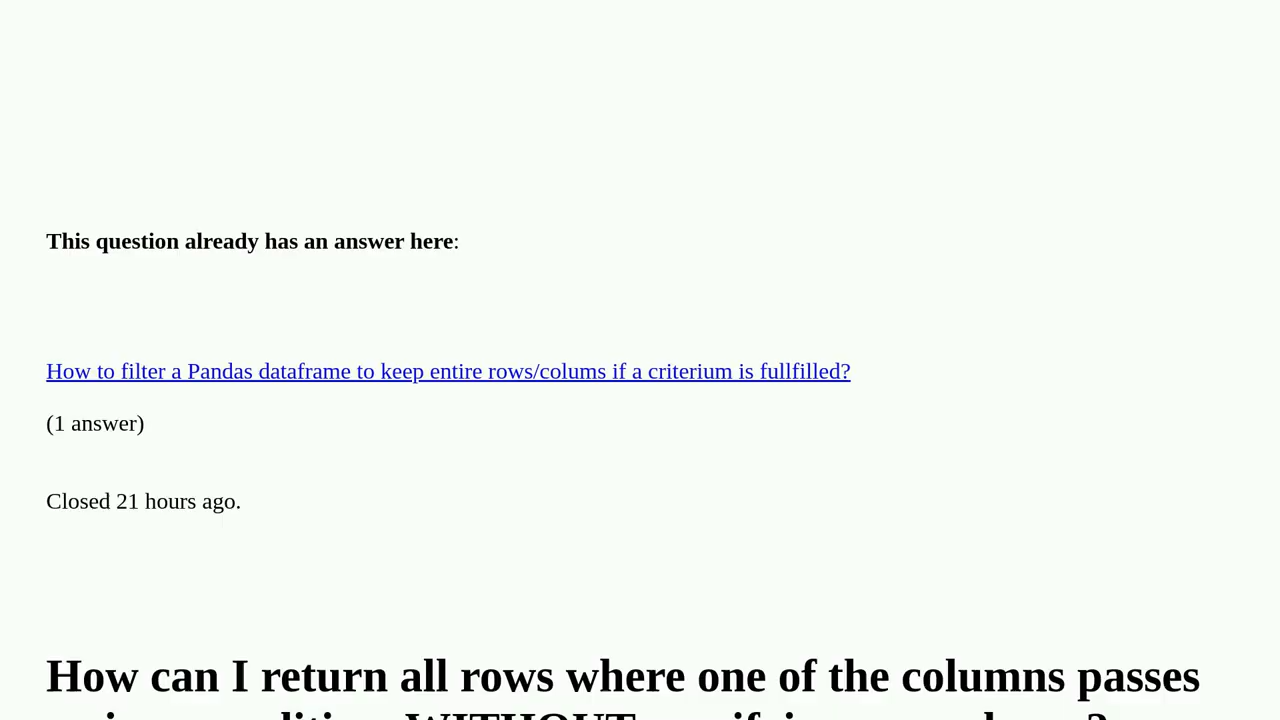 This question already has an answer here:
How to filter a Pandas dataframe to keep entire rows/colums if a criterium is fullfilled?
(1 answer)
Closed 21 hours ago.
How can I return all rows where one of the columns passes
WITHOUT